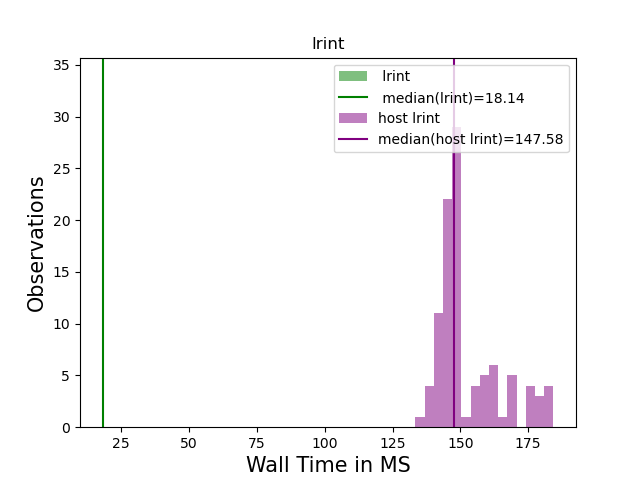 lrint
35
30
25
20
15
10
5
0
Observations
lrint
median(lrint)=18.14
host lrint
median(host lrint)=147.58
25 50 75 100 125 150 175
Wall Time in MS